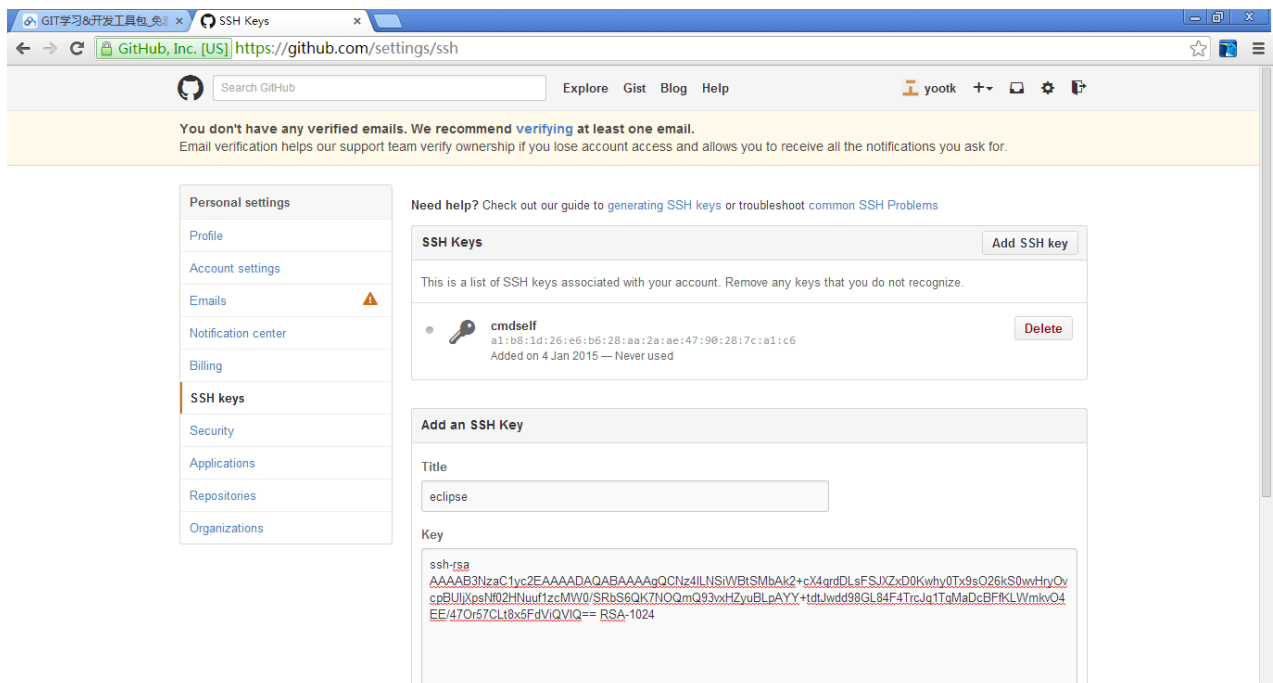 GIT学习&开发工具包_免
SSH Keys
GitHub, Inc. [US] https://github.com/settings/ssh
Search GitHub
Explore Gist Blog Help
yootk
You don't have any verified emails. We recommend verifying at least one email.
Email verification helps our support team verify ownership if you lose account access and allows you to receive all the notifications you ask for.
Personal settings
Profile
Account settings
Emails
Notification center
Billing
SSH keys
Security
Applications
Repositories
Organizations
Need help? Check out our guide to generating SSH keys or troubleshoot common SSH Problems
SSH Keys
Add SSH key
This is a list of SSH keys associated with your account. Remove any keys that you do not recognize.
cmdself
a1:b8:1d:26:e6:b6:28:aa:2a:ae:47:90:28:7c:a1:c6
Added on 4 Jan 2015 — Never used
Delete
Add an SSH Key
Title
eclipse
Key
ssh-rsa
AAAAB3NzaC1yc2EAAAADAQABAAAAgQCNz4lLNSiWBtSMbAk2+cX4qrdDLsFSJXZxD0Kwhy0Tx9sO26kS0wvHryOv
cpBUljXpsNf02HNuuf1zcMW0/SRbS6QK7NOQmQ93vxHZyuBLpAYY+tdtJwdd98GL84F4TrcJq1TqMaDcBFfKLWmkvO4
EE/47Or57CLt8x5FdViQVlQ== RSA-1024